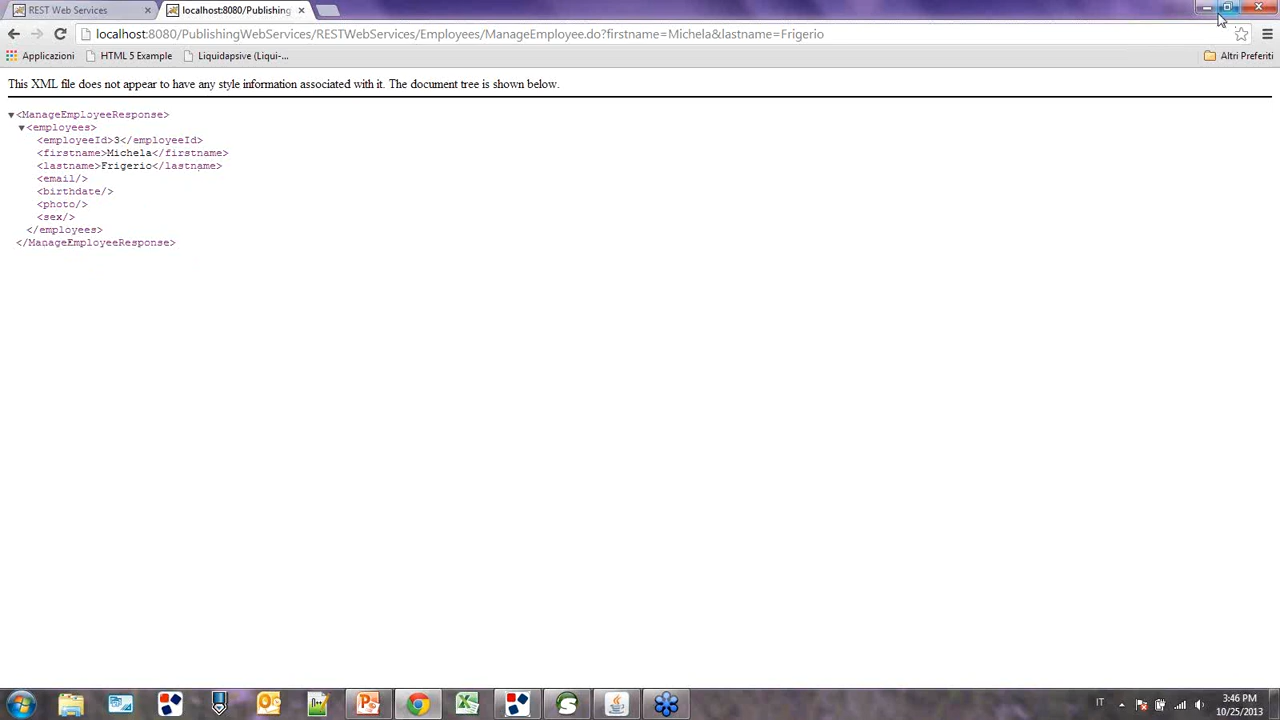 REST Web Services
localhost:8080/Publishing
localhost:8080/PublishingWebServices/RESTWebServices/Employees/ManageEmployee.do?firstname=Michela&lastname=Frigerio
Applicazioni
HTML 5 Example
Liquidapsive (Liqui-...
Altri Preferiti
This XML file does not appear to have any style information associated with it. The document tree is shown below.
▼<ManageEmployeeResponse>
▼<employees>
<employeeId>3</employeeId>
<firstname>Michela</firstname>
<lastname>Frigerio</lastname>
<email/>
<birthdate/>
<photo/>
<sex/>
</employees>
</ManageEmployeeResponse>
IT
3:46 PM
10/25/2013